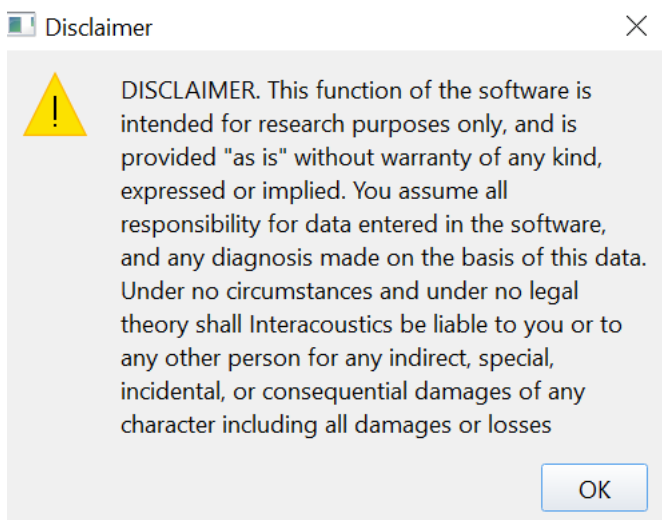 Disclaimer
DISCLAIMER. This function of the software is
intended for research purposes only, and is
provided "as is" without warranty of any kind,
expressed or implied. You assume all
responsibility for data entered in the software,
and any diagnosis made on the basis of this data.
Under no circumstances and under no legal
theory shall Interacoustics be liable to you or to
any other person for any indirect, special,
incidental, or consequential damages of any
character including all damages or losses
OK